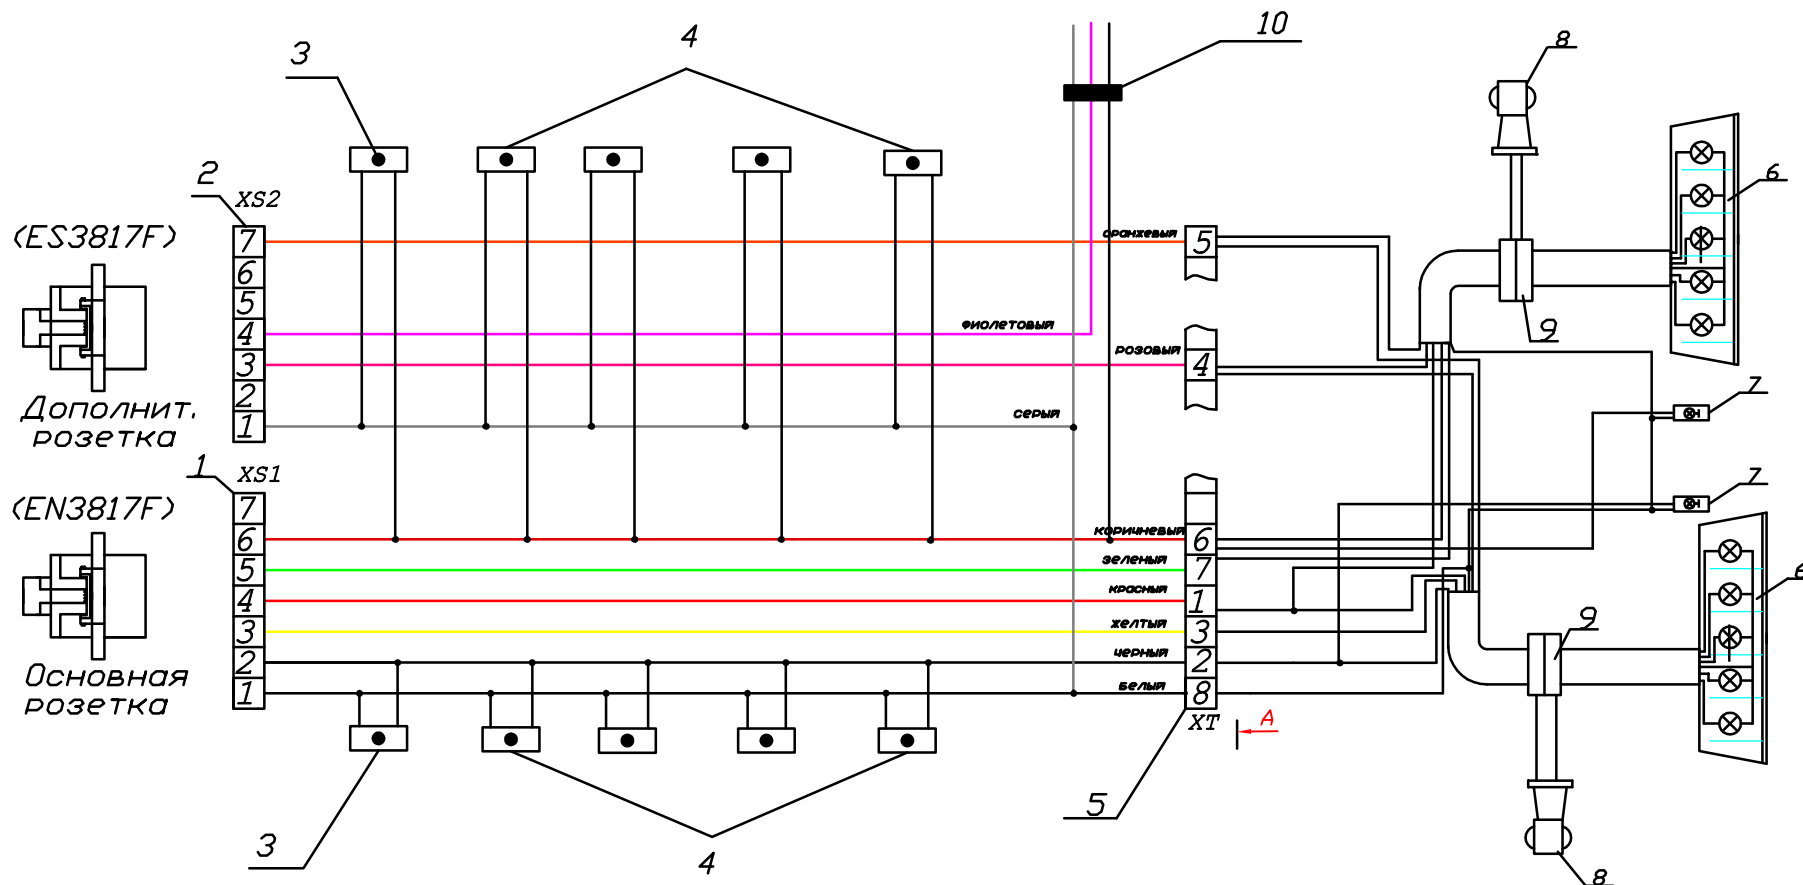 3
4
10
8
2
XS2
(ES3817F)
7
6
5
4
3
2
1
оранжевый
фиолетовый
розовый
серый
5
4
6
9
7
7
Дополнит.
розетка
1
XS1
(EN3817F)
7
6
5
4
3
2
1
коричневый
зеленый
красный
желтый
черный
белый
6
7
1
3
2
8
XT
А
Основная
розетка
6
9
5
3
4
8